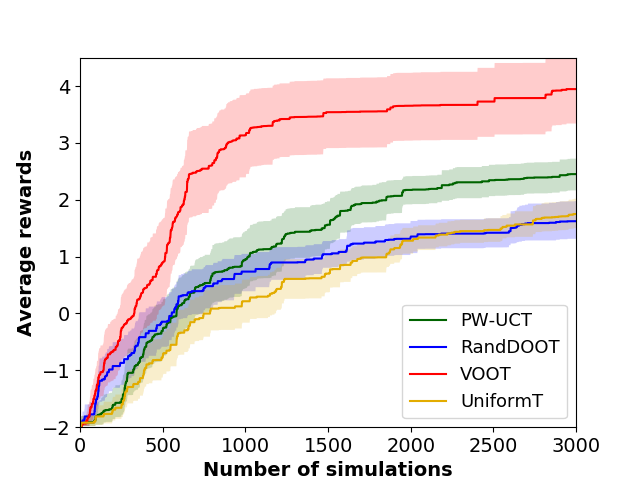 4
3
2
1
0
−1
−2
Average rewards
0 500 1000 1500 2000 2500 3000
Number of simulations
PW-UCT
RandDOOT
VOOT
UniformT